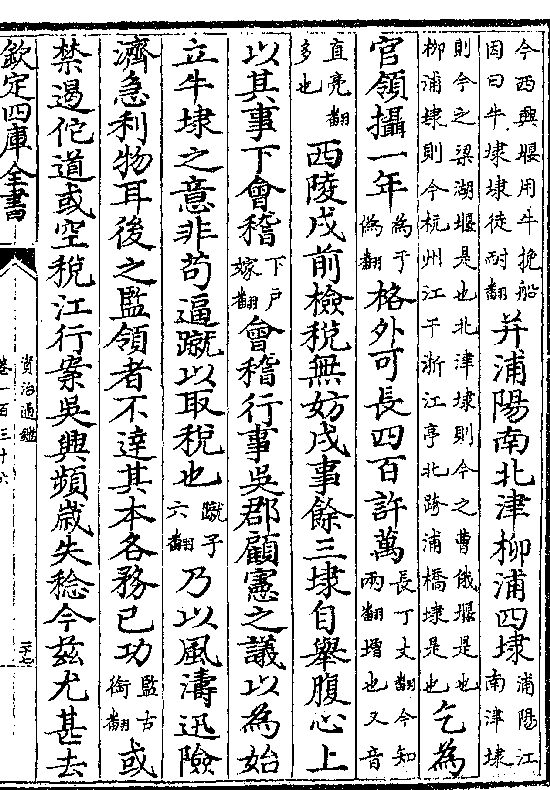 今西興堰用牛挽船因曰牛埭埭徒耐翻幷浦陽南北津柳浦四埭浦陽江南津埭
則今之梁湖堰是也北津埭則今之曹俄堰是也柳浦埭則今杭州江干浙江亭北跨浦橋埭是也乞為
官領攝一年為于偽翻格外可長四百許萬長丁丈翻今知兩翻增也又音
直亮翻多也西陵戍前檢稅無妨戍事餘三埭自舉腹心上
以其事下會稽下戶嫁翻會稽行事吳郡顧憲之議以為始
立牛埭之意非苟逼蹴以取稅也蹴子六翻乃以風濤迅險
濟急利物耳後之監領者不達其本各務已功監古銜翻或
禁遏佗道或空稅江行案吳興頻歲失稔今茲尤甚去
欽定四庫全書
資治通鑑
卷一百三十六
三十七